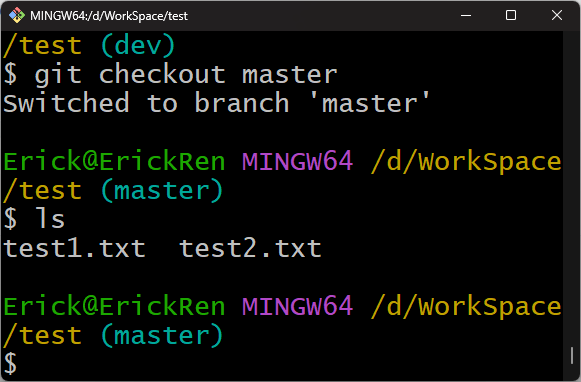 MINGW64:/d/WorkSpace/test
/test (dev)
$ git checkout master
Switched to branch 'master'
Erick@ErickRen MINGW64 /d/WorkSpace
/test (master)
$ ls
test1.txt  test2.txt
Erick@ErickRen MINGW64 /d/WorkSpace
/test (master)
$